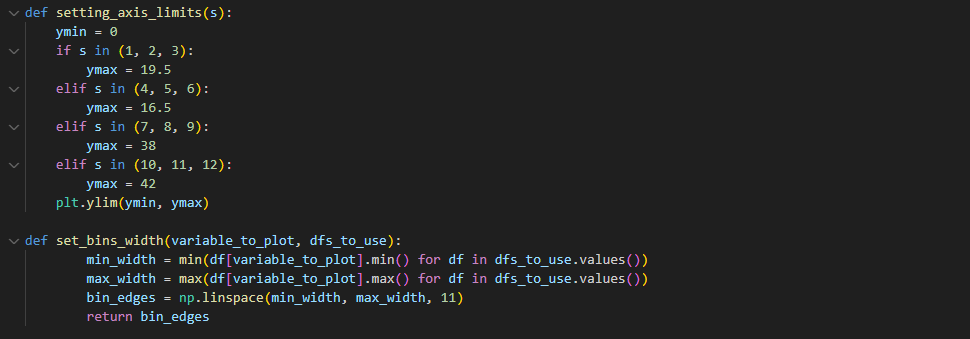 def setting_axis_limits(s):
    ymin = 0
    if s in (1, 2, 3):
        ymax = 19.5
    elif s in (4, 5, 6):
        ymax = 16.5
    elif s in (7, 8, 9):
        ymax = 38
    elif s in (10, 11, 12):
        ymax = 42
    plt.ylim(ymin, ymax)

def set_bins_width(variable_to_plot, dfs_to_use):
        min_width = min(df[variable_to_plot].min() for df in dfs_to_use.values())
        max_width = max(df[variable_to_plot].max() for df in dfs_to_use.values())
        bin_edges = np.linspace(min_width, max_width, 11)
        return bin_edges